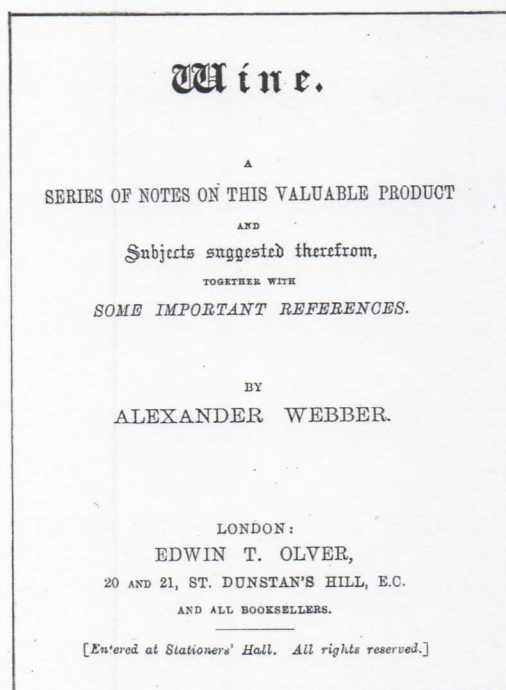 Wine.
A
SERIES OF NOTES ON THIS VALUABLE PRODUCT
AND
Subjects suggested therefrom,
TOGETHER WITH
SOME IMPORTANT REFERENCES.
BY
ALEXANDER WEBBER.
LONDON:
EDWIN T. OLVER,
20 AND 21, ST. DUNSTAN'S HILL, E.C.
AND ALL BOOKSELLERS.
[Entered at Stationers' Hall. All rights reserved.]